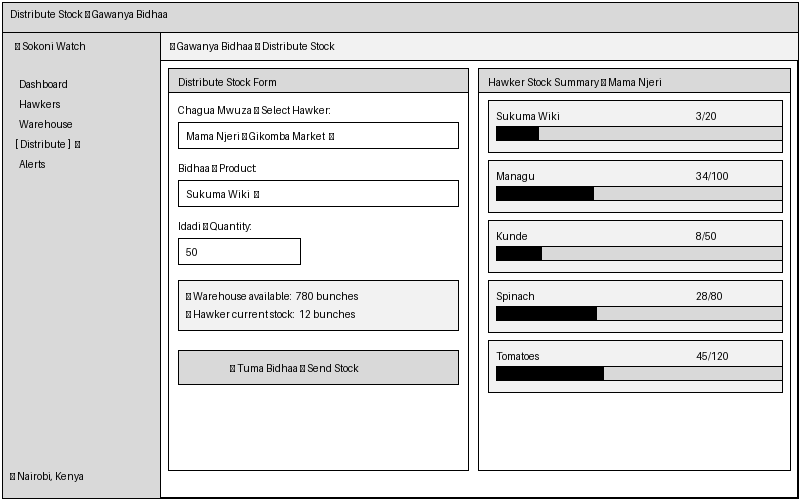 Distribute Stock ▯ Gawanya Bidhaa
▯ Sokoni Watch
Dashboard
Hawkers
Warehouse
[ Distribute ] ▯
Alerts
▯ Nairobi, Kenya
▯ Gawanya Bidhaa ▯ Distribute Stock
Distribute Stock Form
Chagua Mwuza ▯ Select Hawker:
Mama Njeri ▯ Gikomba Market ▯
Bidhaa ▯ Product:
Sukuma Wiki ▯
Idadi ▯ Quantity:
50
▯ Warehouse available: 780 bunches
▯ Hawker current stock: 12 bunches
▯ Tuma Bidhaa ▯ Send Stock
Hawker Stock Summary ▯ Mama Njeri
Sukuma Wiki 3/20
Managu 34/100
Kunde 8/50
Spinach 28/80
Tomatoes 45/120